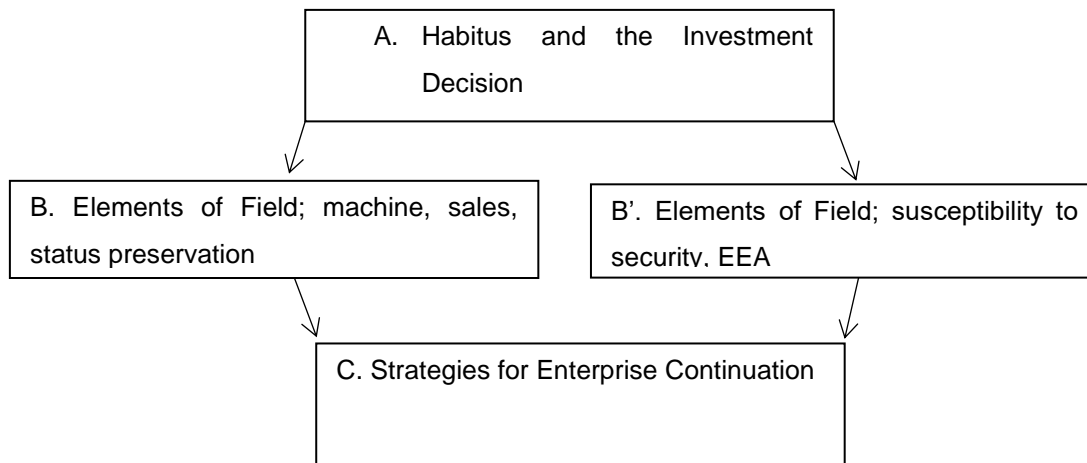 A. Habitus and the Investment
Decision
B. Elements of Field; machine, sales,
status preservation
B’. Elements of Field; susceptibility to
security, EEA
C. Strategies for Enterprise Continuation